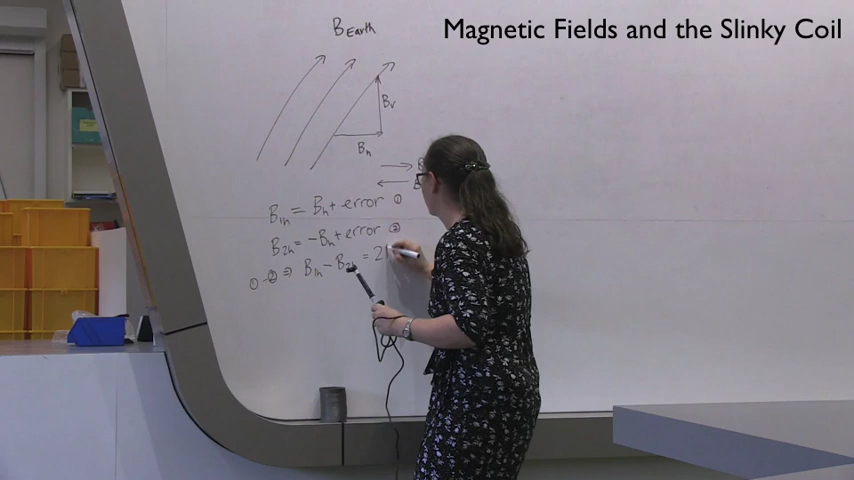 Magnetic Fields and the Slinky Coil
B Earth
Bv
Bh
B1h = Bh + error ①
B2h = -Bh + error ②
① - ② ⇒ B1h - B2h = 2